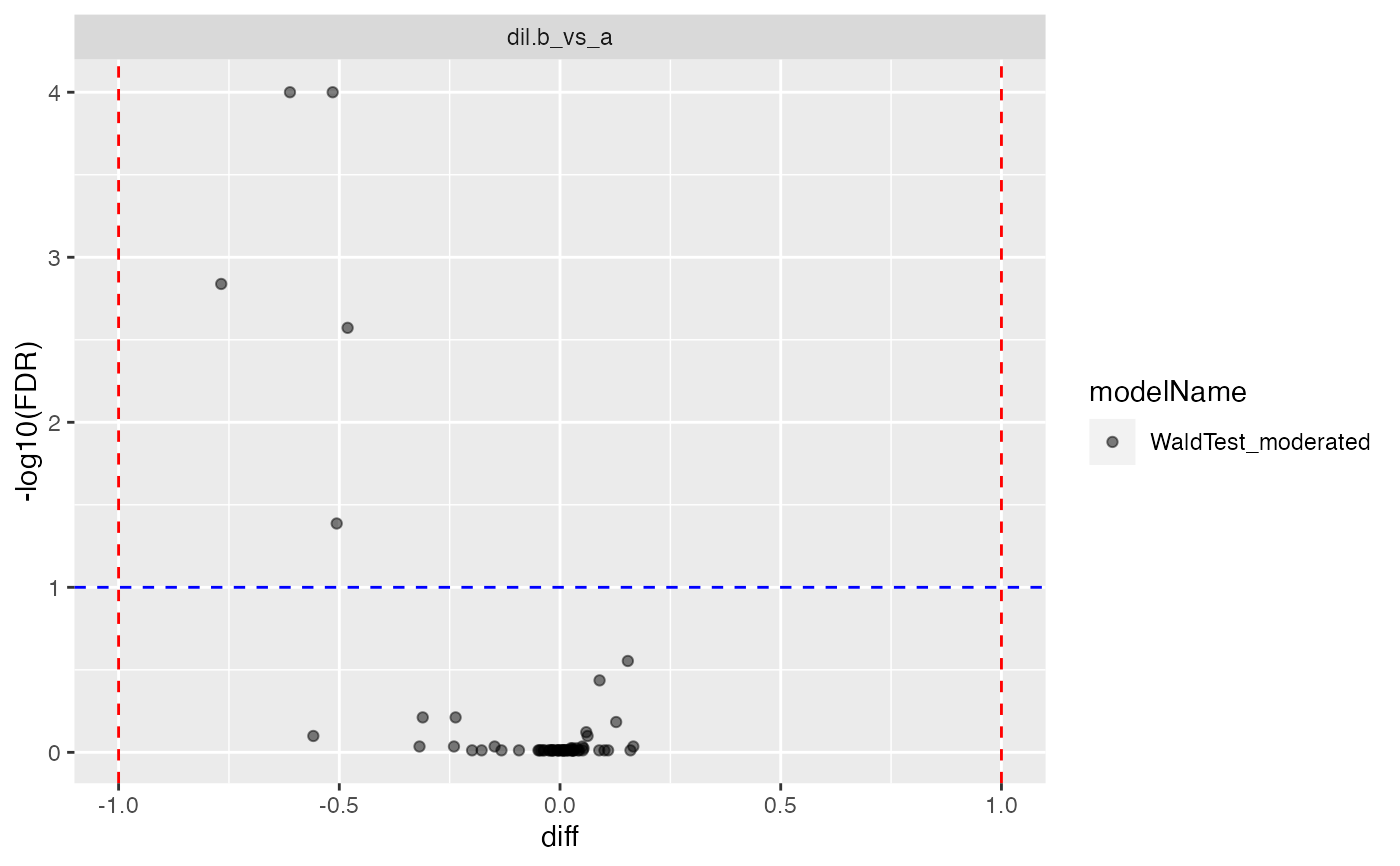 dil.b_vs_a
4
3
2
1
0
-log10(FDR)
-1.0 -0.5 0.0 0.5 1.0
diff
modelName
WaldTest_moderated